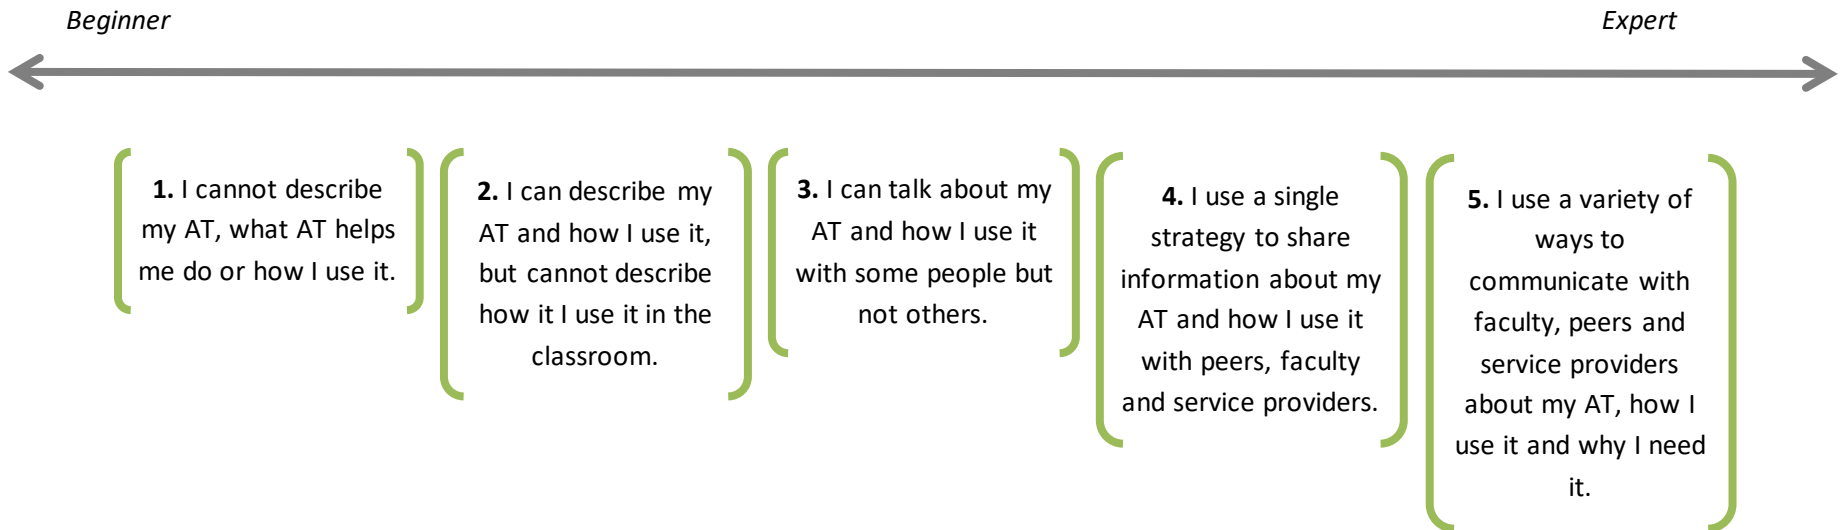 Beginner
Expert
1. I cannot describe
my AT, what AT helps
me do or how I use it.
2. I can describe my
AT and how I use it,
but cannot describe
how it I use it in the
classroom.
3. I can talk about my
AT and how I use it
with some people but
not others.
4. I use a single
strategy to share
information about my
AT and how I use it
with peers, faculty
and service providers.
5. I use a variety of
ways to
communicate with
faculty, peers and
service providers
about my AT, how I
use it and why I need
it.